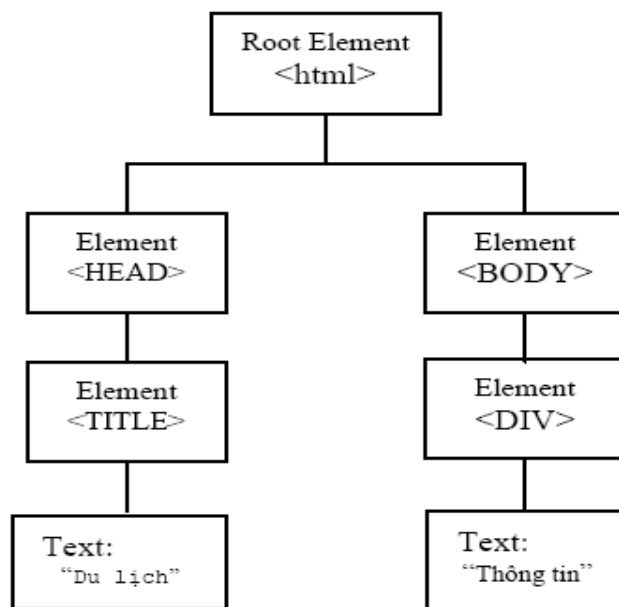 Root Element
<html>
Element
<HEAD>
Element
<BODY>
Element
<TITLE>
Element
<DIV>
Text:
“Du lịch”
Text:
“Thông tin”